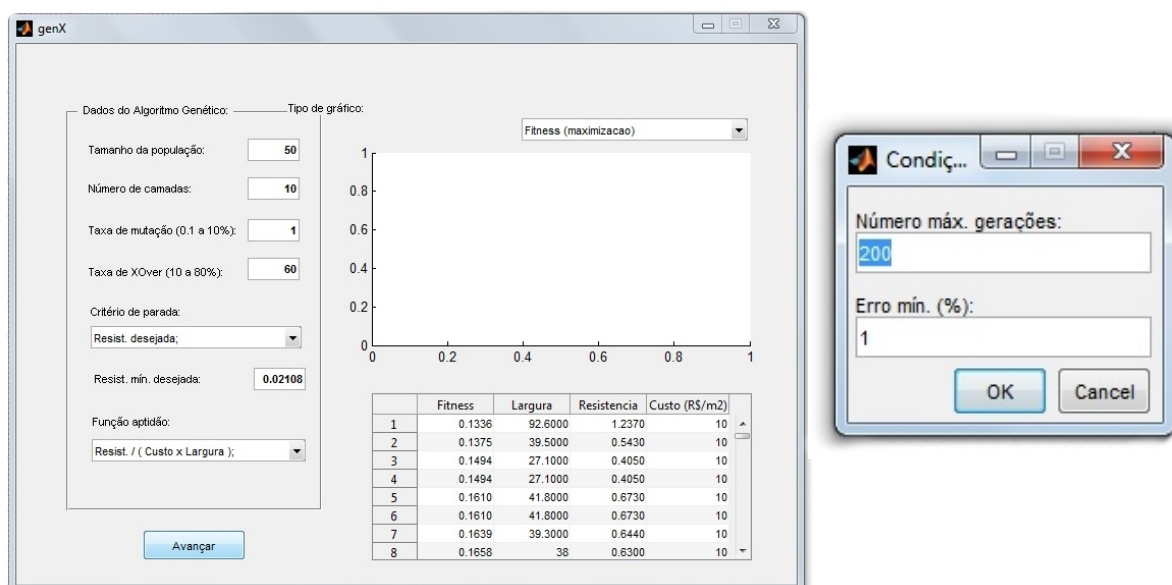 genX
Dados do Algoritmo Genético:
Tamanho da população: 50
Número de camadas: 10
Taxa de mutação (0.1 a 10%): 1
Taxa de XOver (10 a 80%): 60
Critério de parada:
Resist. desejada;
Resist. mín. desejada: 0.02108
Função aptidão:
Resist. / ( Custo x Largura );
Avançar
Tipo de gráfico:
Fitness (maximizacao)
1
0.8
0.6
0.4
0.2
0
0 0.2 0.4 0.6 0.8 1
Fitness Largura Resistencia Custo (R$/m2)
1 0.1336 92.6000 1.2370 10
2 0.1375 39.5000 0.5430 10
3 0.1494 27.1000 0.4050 10
4 0.1494 27.1000 0.4050 10
5 0.1610 41.8000 0.6730 10
6 0.1610 41.8000 0.6730 10
7 0.1639 39.3000 0.6440 10
8 0.1658 38 0.6300 10
Condiç...
Número máx. gerações:
200
Erro mín. (%):
1
OK Cancel